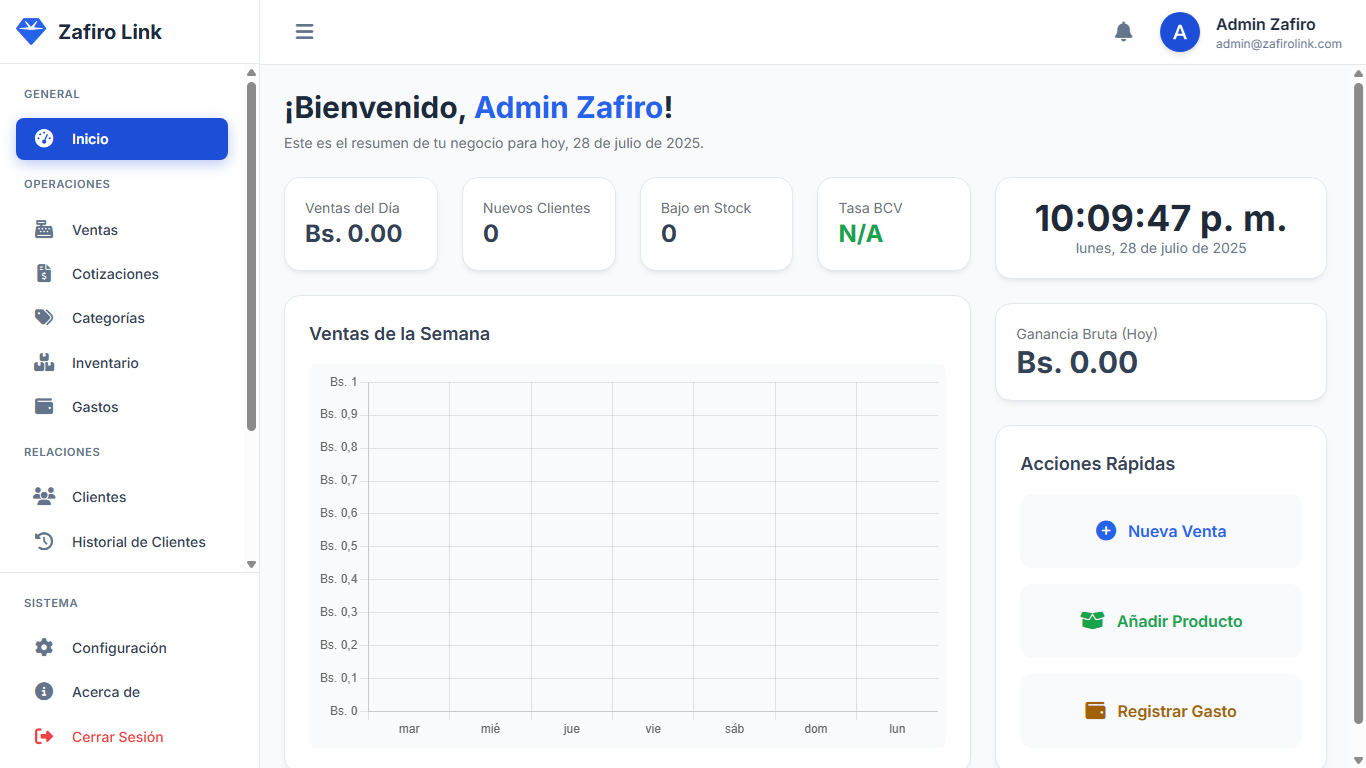 Zafiro Link
GENERAL
Inicio
OPERACIONES
Ventas
Cotizaciones
Categorías
Inventario
Gastos
RELACIONES
Clientes
Historial de Clientes
SISTEMA
Configuración
Acerca de
Cerrar Sesión
A
Admin Zafiro
admin@zafirolink.com
¡Bienvenido, Admin Zafiro!
Este es el resumen de tu negocio para hoy, 28 de julio de 2025.
Ventas del Día
Bs. 0.00
Nuevos Clientes
0
Bajo en Stock
0
Tasa BCV
N/A
10:09:47 p. m.
lunes, 28 de julio de 2025
Ventas de la Semana
Bs. 1
Bs. 0,9
Bs. 0,8
Bs. 0,7
Bs. 0,6
Bs. 0,5
Bs. 0,4
Bs. 0,3
Bs. 0,2
Bs. 0,1
Bs. 0
mar mié jue vie sáb dom lun
Ganancia Bruta (Hoy)
Bs. 0.00
Acciones Rápidas
Nueva Venta
Añadir Producto
Registrar Gasto